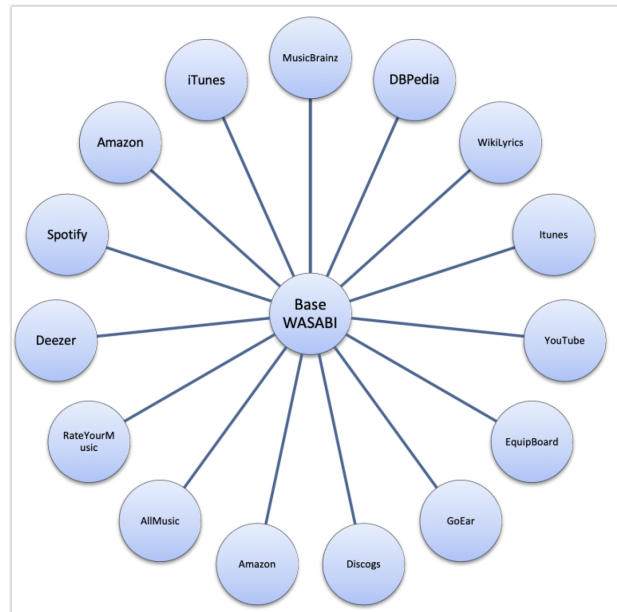 MusicBrainz
DBPedia
WikiLyrics
Itunes
YouTube
EquipBoard
GoEar
Discogs
Amazon
AllMusic
RateYourM
usic
Deezer
Spotify
Amazon
iTunes
Base
WASABI